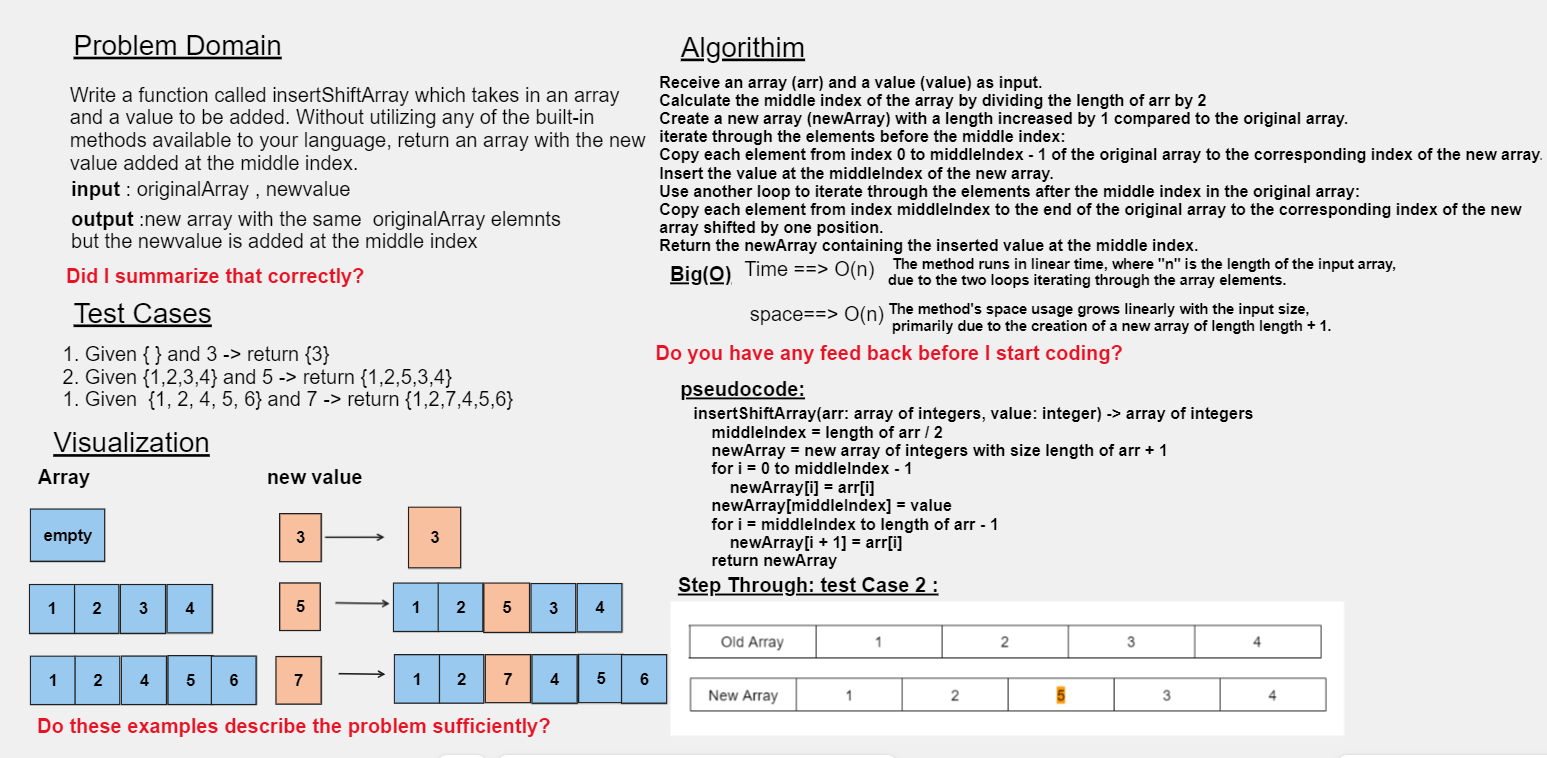 Problem Domain
Write a function called insertShiftArray which takes in an array
and a value to be added. Without utilizing any of the built-in
methods available to your language, return an array with the new
value added at the middle index.
input : originalArray , newvalue
output :new array with the same originalArray elemnts
but the newvalue is added at the middle index
Did I summarize that correctly?
Test Cases
1. Given { } and 3 -> return {3}
2. Given {1,2,3,4} and 5 -> return {1,2,5,3,4}
1. Given {1, 2, 4, 5, 6} and 7 -> return {1,2,7,4,5,6}
Visualization
Array new value
empty 3 3
1 2 3 4 5 1 2 5 3 4
1 2 4 5 6 7 1 2 7 4 5 6
Do these examples describe the problem sufficiently?
Algorithim
Receive an array (arr) and a value (value) as input.
Calculate the middle index of the array by dividing the length of arr by 2
Create a new array (newArray) with a length increased by 1 compared to the original array.
iterate through the elements before the middle index:
Copy each element from index 0 to middleIndex - 1 of the original array to the corresponding index of the new array.
Insert the value at the middleIndex of the new array.
Use another loop to iterate through the elements after the middle index in the original array:
Copy each element from index middleIndex to the end of the original array to the corresponding index of the new
array shifted by one position.
Return the newArray containing the inserted value at the middle index.
Big(O) Time ==> O(n) The method runs in linear time, where "n" is the length of the input array,
due to the two loops iterating through the array elements.
space==> O(n) The method's space usage grows linearly with the input size,
primarily due to the creation of a new array of length length + 1.
Do you have any feed back before I start coding?
pseudocode:
insertShiftArray(arr: array of integers, value: integer) -> array of integers
middleIndex = length of arr / 2
newArray = new array of integers with size length of arr + 1
for i = 0 to middleIndex - 1
newArray[i] = arr[i]
newArray[middleIndex] = value
for i = middleIndex to length of arr - 1
newArray[i + 1] = arr[i]
return newArray
Step Through: test Case 2 :
Old Array 1 2 3 4
New Array 1 2 5 3 4